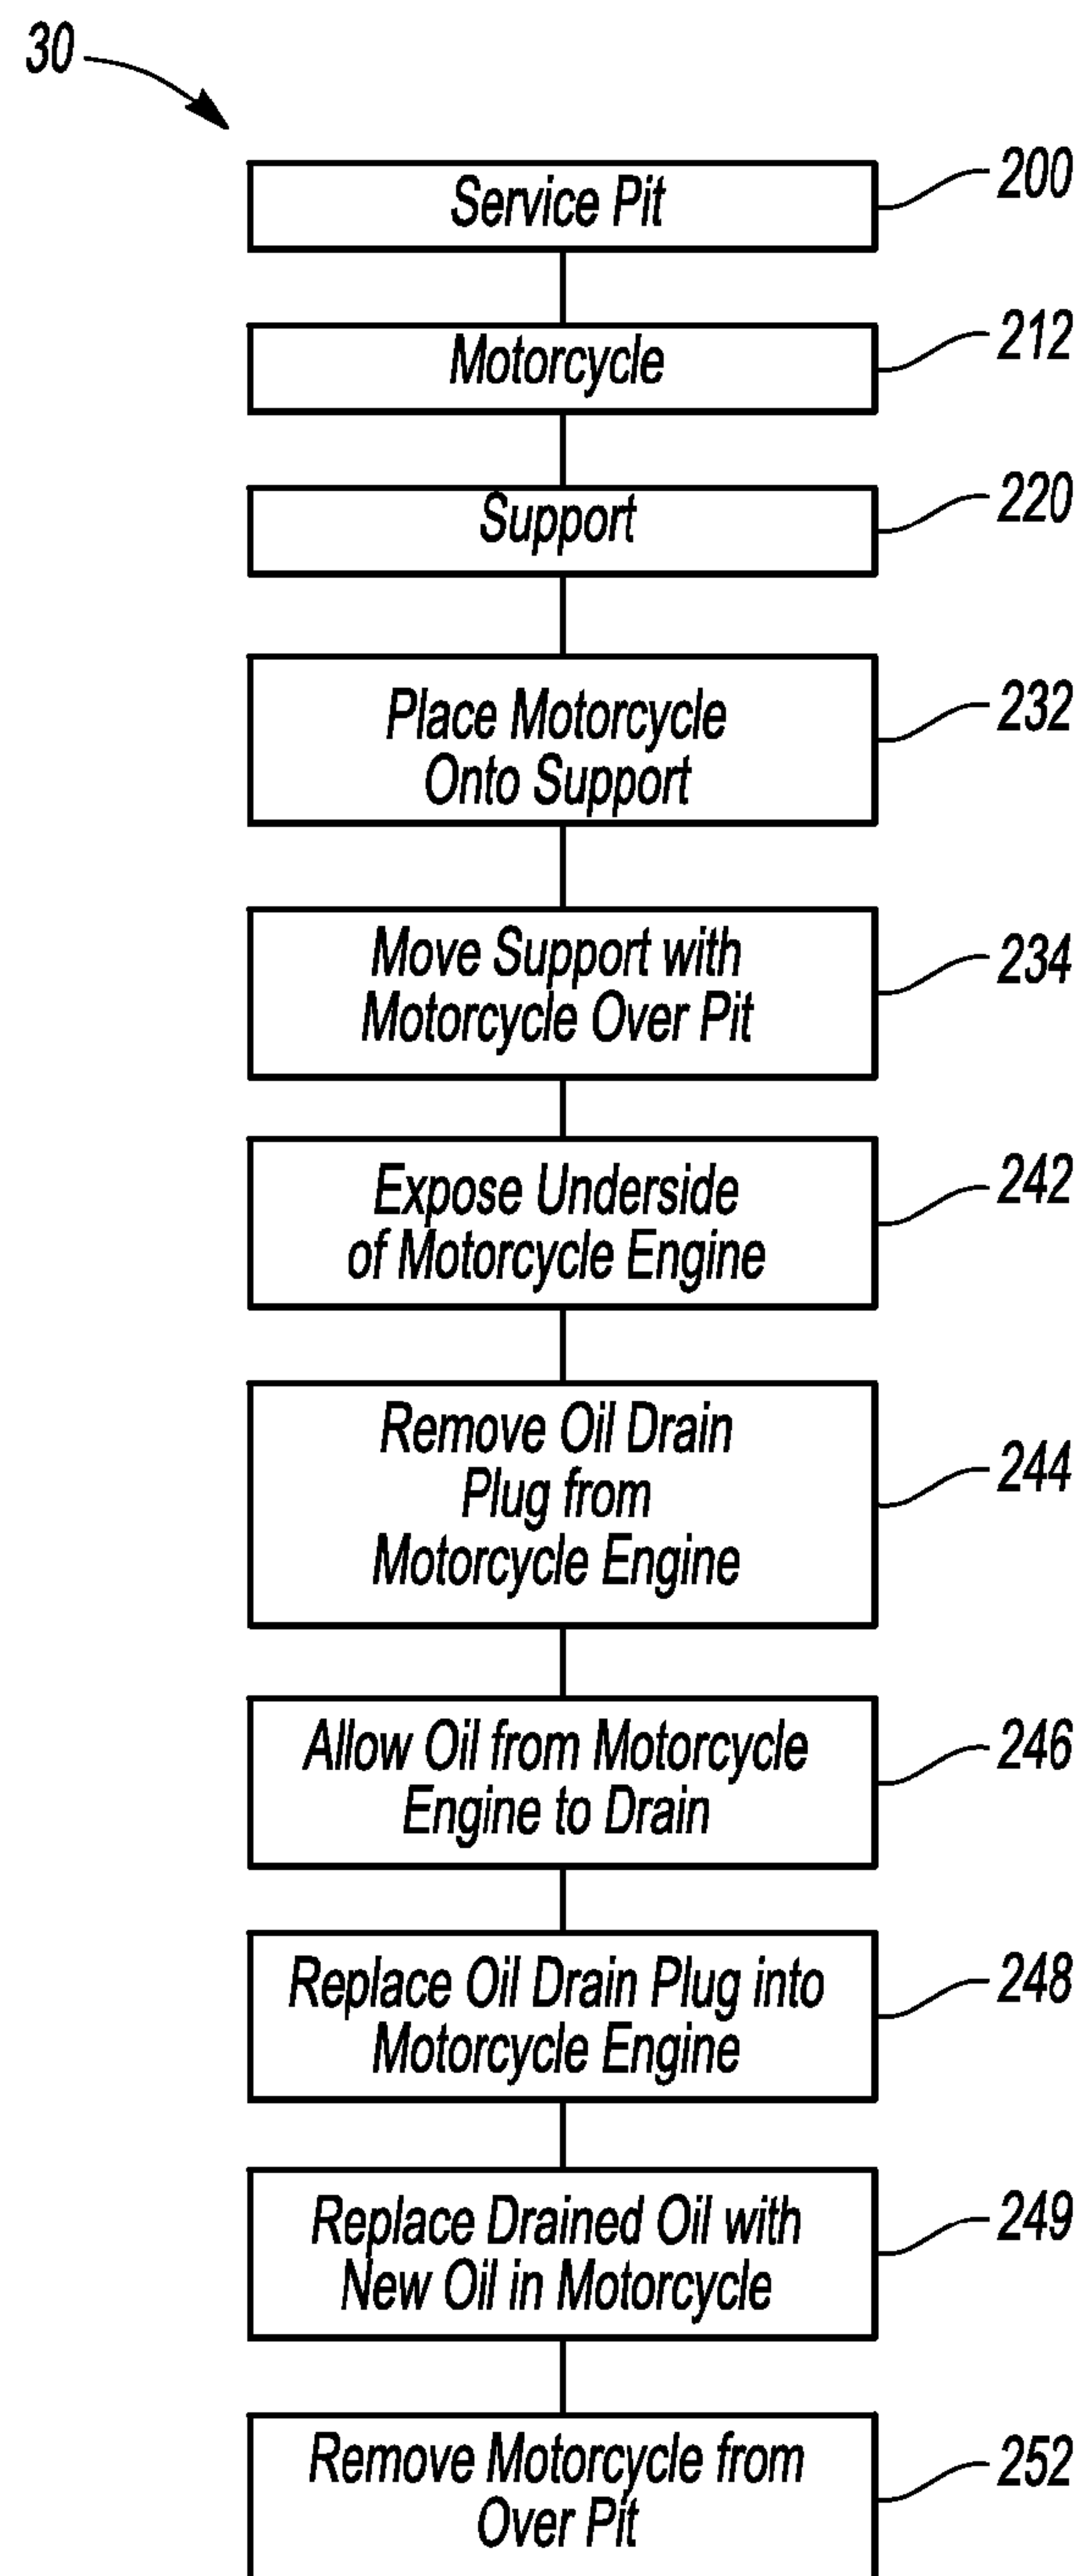 30
Service Pit
200
Motorcycle
212
Support
220
Place Motorcycle
Onto Support
232
Move Support with
Motorcycle Over Pit
234
Expose Underside
of Motorcycle Engine
242
Remove Oil Drain
Plug from
Motorcycle Engine
244
Allow Oil from Motorcycle
Engine to Drain
246
Replace Oil Drain Plug into
Motorcycle Engine
248
Replace Drained Oil with
New Oil in Motorcycle
249
Remove Motorcycle from
Over Pit
252